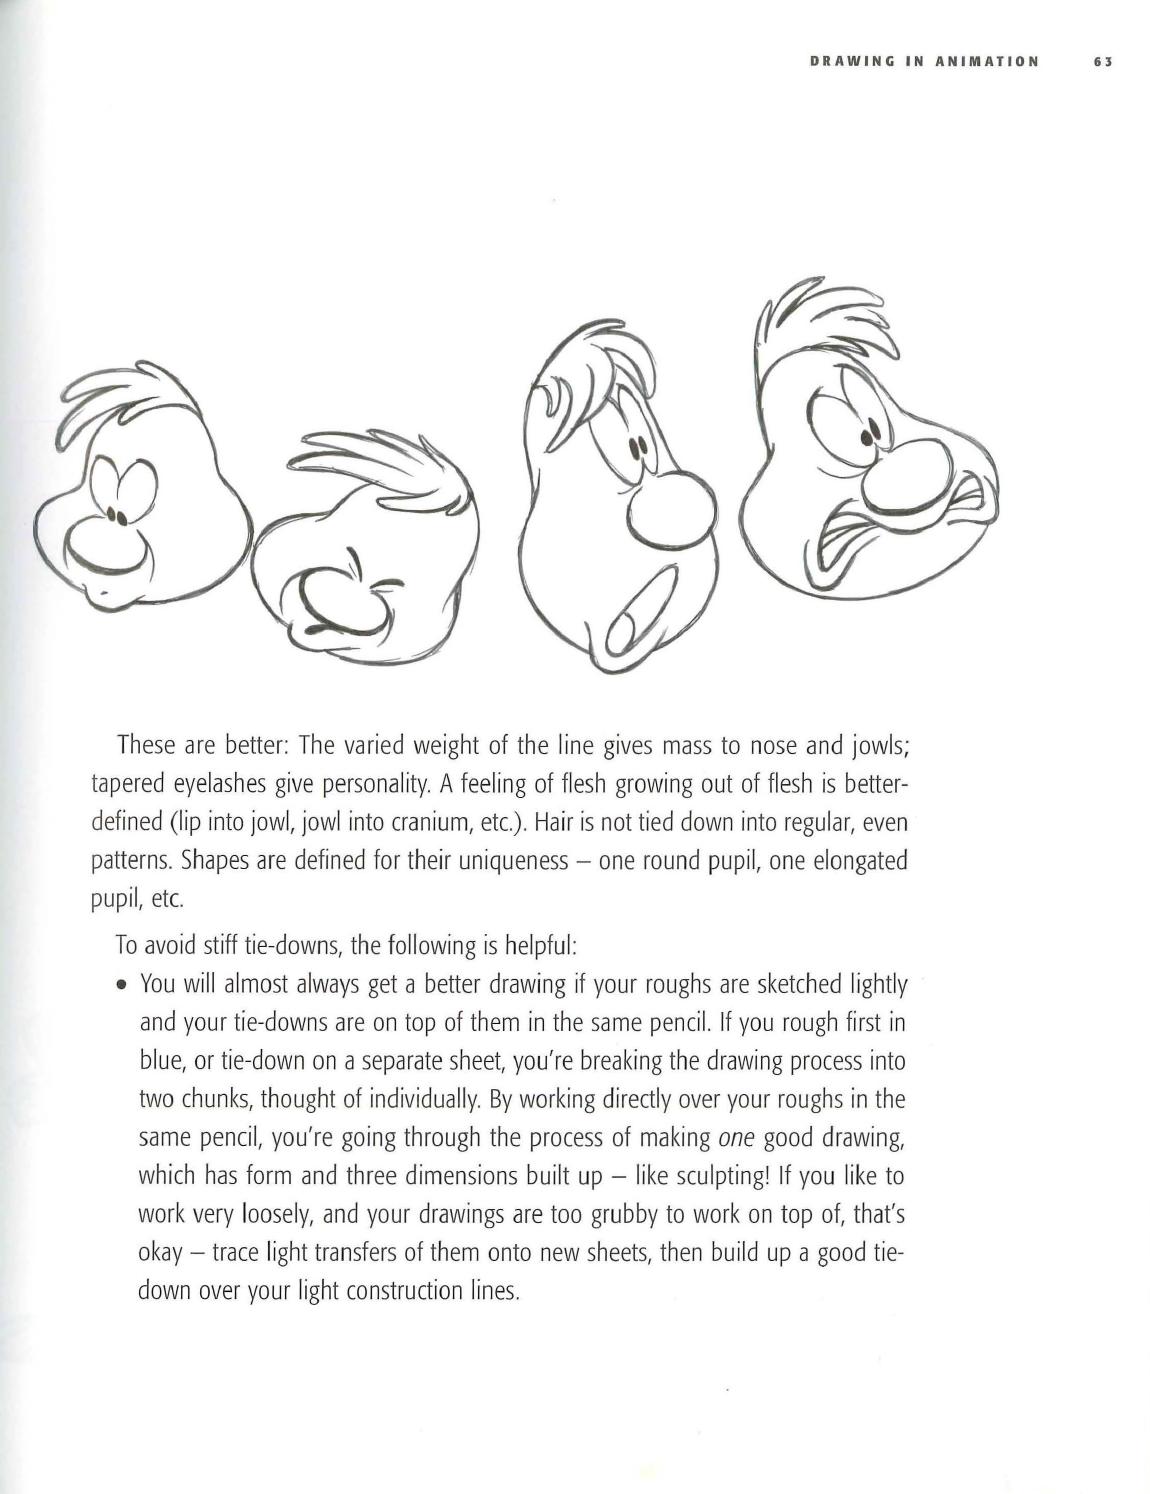 DRAWING IN ANIMATION 63
These are better: The varied weight of the line gives mass to nose and jowls;
tapered eyelashes give personality. A feeling of flesh growing out of flesh is better-
defined (lip into jowl, jowl into cranium, etc.). Hair is not tied down into regular, even
patterns. Shapes are defined for their uniqueness – one round pupil, one elongated
pupil, etc.
To avoid stiff tie-downs, the following is helpful:
• You will almost always get a better drawing if your roughs are sketched lightly
and your tie-downs are on top of them in the same pencil. If you rough first in
blue, or tie-down on a separate sheet, you're breaking the drawing process into
two chunks, thought of individually. By working directly over your roughs in the
same pencil, you're going through the process of making one good drawing,
which has form and three dimensions built up – like sculpting! If you like to
work very loosely, and your drawings are too grubby to work on top of, that's
okay – trace light transfers of them onto new sheets, then build up a good tie-
down over your light construction lines.